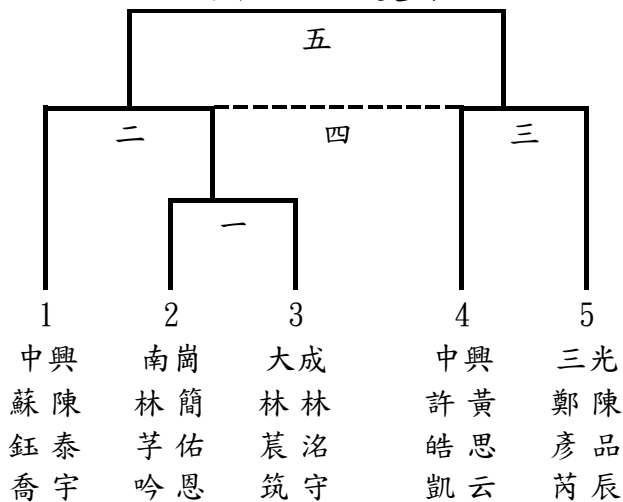 五
二 四 三
一
1 2 3 4 5
中興 南崗 大成 中興 三光
蘇 陳 林 簡 林 林 許 黃 鄭 陳
鈺 泰 芓 佑 莀 洺 皓 思 彥 品
喬 宇 吟 恩 筑 守 凱 云 芮 辰